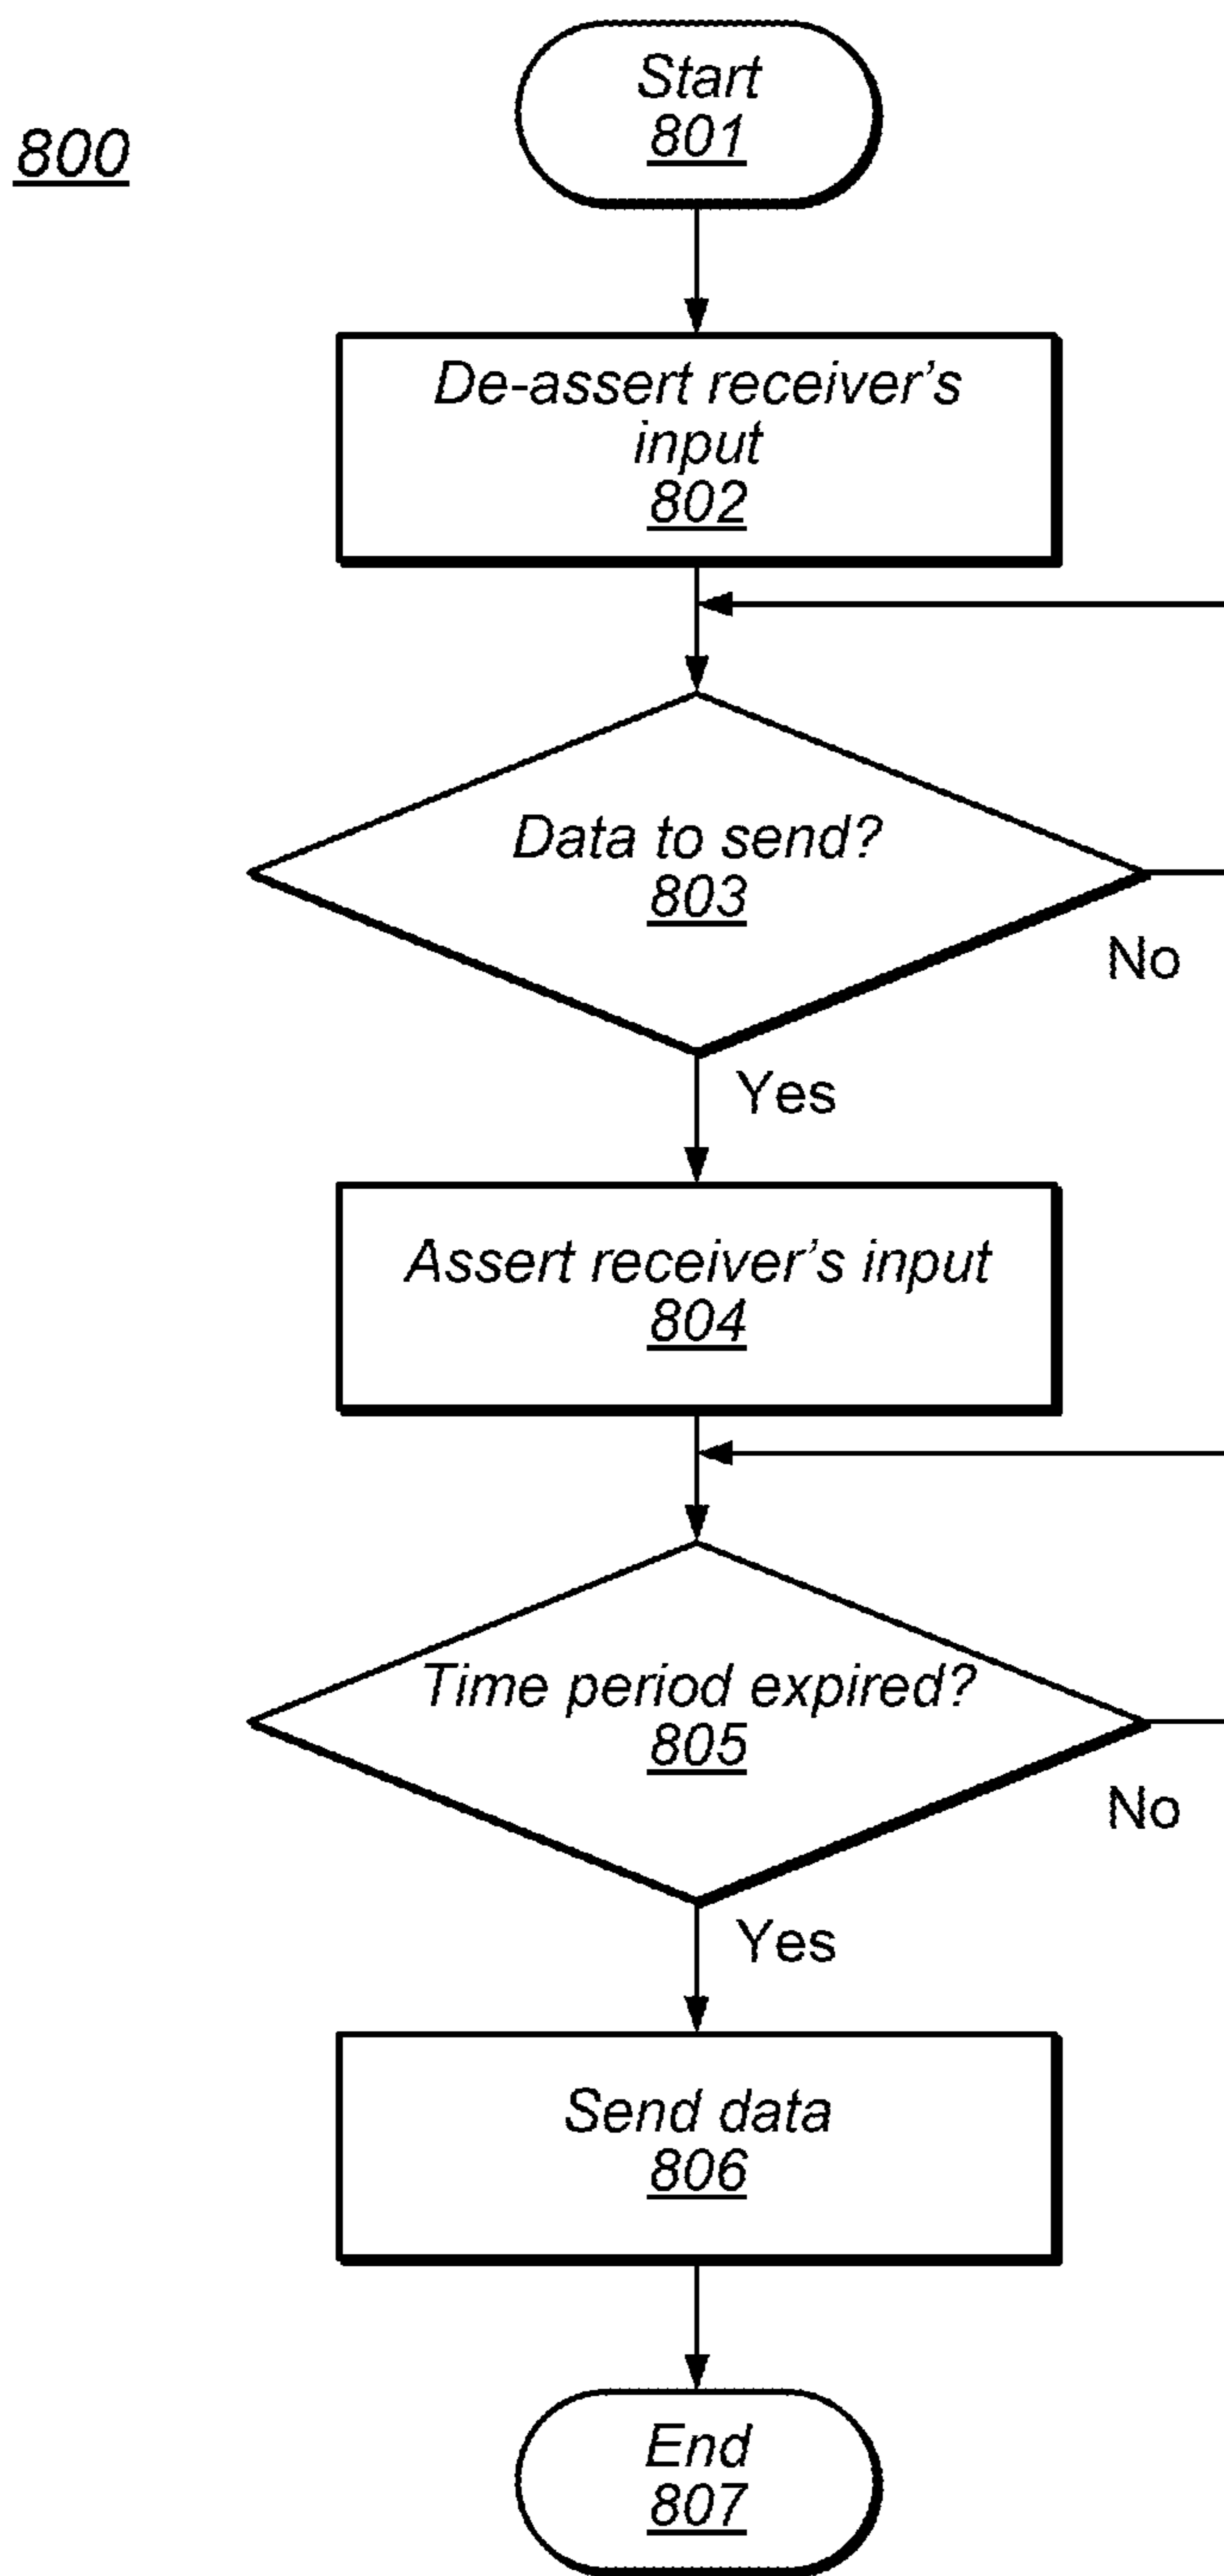 800
Start
801
De-assert receiver’s
input
802
Data to send?
803
No
Yes
Assert receiver’s input
804
Time period expired?
805
No
Yes
Send data
806
End
807